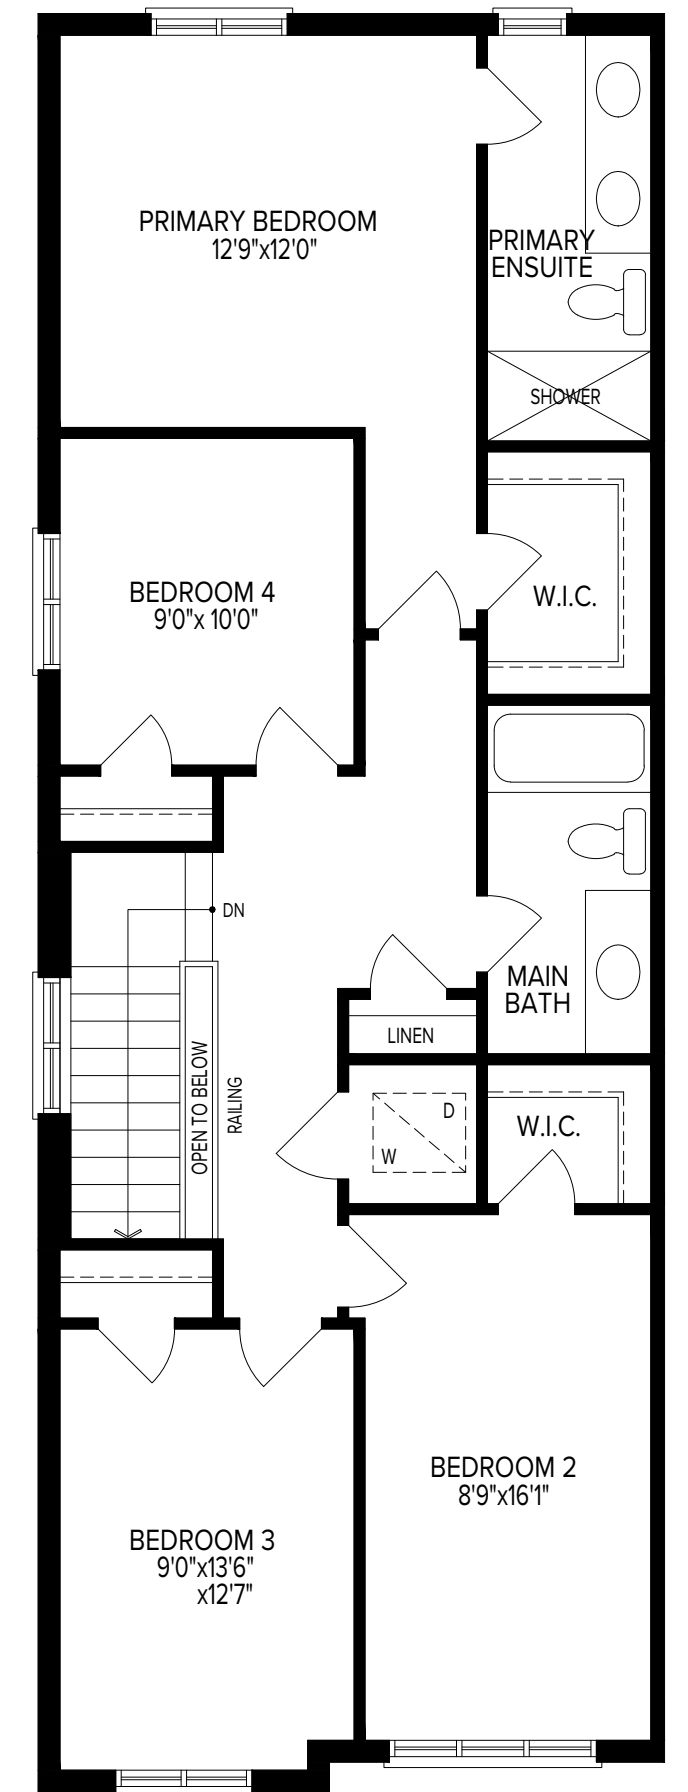 PRIMARY BEDROOM
12'9"x12'0"
PRIMARY
ENSUITE
SHOWER
BEDROOM 4
9'0"x 10'0"
W.I.C.
DN
MAIN
BATH
LINEN
OPEN TO BELOW
RAILING
D
W
W.I.C.
BEDROOM 2
8'9"x16'1"
BEDROOM 3
9'0"x13'6"
x12'7"